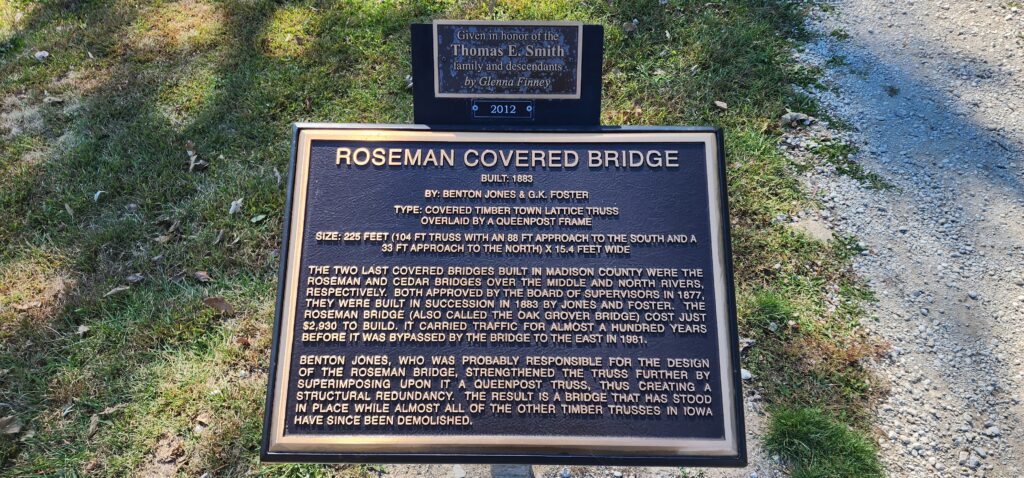 Given in honor of the
Thomas E. Smith
family and descendants
by Glenna Finney
2012
ROSEMAN COVERED BRIDGE
BUILT: 1883
BY: BENTON JONES & G.K. FOSTER
TYPE: COVERED TIMBER TOWN LATTICE TRUSS
OVERLAID BY A QUEENPOST FRAME
SIZE: 225 FEET (104 FT TRUSS WITH AN 88 FT APPROACH TO THE SOUTH AND A
33 FT APPROACH TO THE NORTH) X 15.4 FEET WIDE
THE TWO LAST COVERED BRIDGES BUILT IN MADISON COUNTY WERE THE
ROSEMAN AND CEDAR BRIDGES OVER THE MIDDLE AND NORTH RIVERS,
RESPECTIVELY. BOTH APPROVED BY THE BOARD OF SUPERVISORS IN 1877,
THEY WERE BUILT IN SUCCESSION IN 1883 BY JONES AND FOSTER. THE
ROSEMAN BRIDGE (ALSO CALLED THE OAK GROVER BRIDGE) COST JUST
$2,930 TO BUILD. IT CARRIED TRAFFIC FOR ALMOST A HUNDRED YEARS
BEFORE IT WAS BYPASSED BY THE BRIDGE TO THE EAST IN 1981.
BENTON JONES, WHO WAS PROBABLY RESPONSIBLE FOR THE DESIGN
OF THE ROSEMAN BRIDGE, STRENGTHENED THE TRUSS FURTHER BY
SUPERIMPOSING UPON IT A QUEENPOST TRUSS, THUS CREATING A
STRUCTURAL REDUNDANCY. THE RESULT IS A BRIDGE THAT HAS STOOD
IN PLACE WHILE ALMOST ALL OF THE OTHER TIMBER TRUSSES IN IOWA
HAVE SINCE BEEN DEMOLISHED.